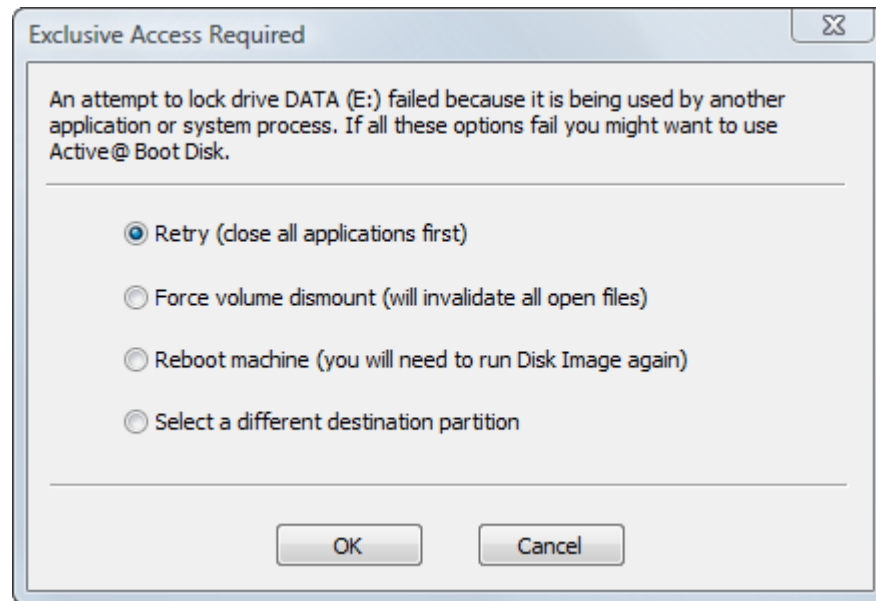 Exclusive Access Required
An attempt to lock drive DATA (E:) failed because it is being used by another
application or system process. If all these options fail you might want to use
Active@ Boot Disk.
Retry (close all applications first)
Force volume dismount (will invalidate all open files)
Reboot machine (you will need to run Disk Image again)
Select a different destination partition
OK Cancel